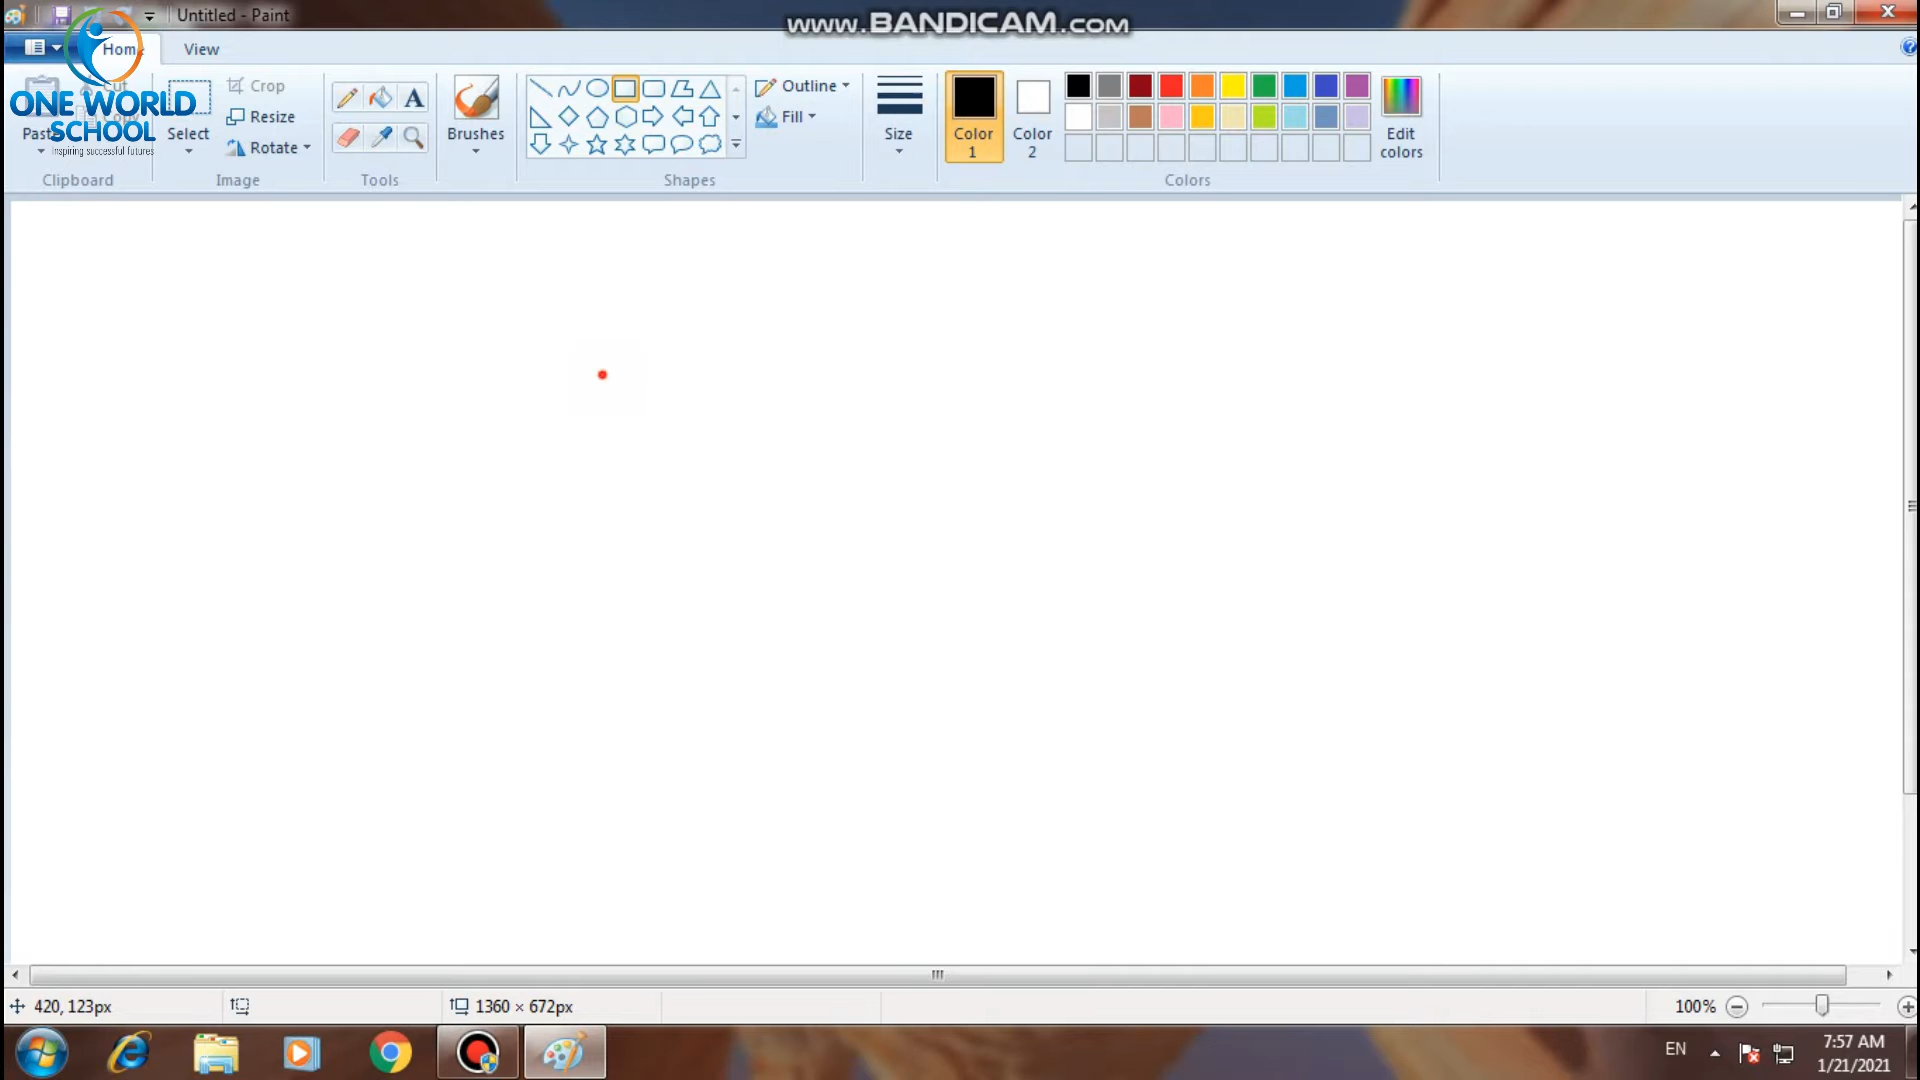 Untitled - Paint
www.BANDICAM.com
Home
View
Cut
Copy
Paste
ONE WORLD
SCHOOL
inspiring successful futures
Select
Crop
Resize
Rotate
A
Brushes
Outline
Fill
Size
Color
1
Color
2
Edit
colors
Clipboard
Image
Tools
Shapes
Colors
420, 123px
1360 × 672px
100%
EN
7:57 AM
1/21/2021